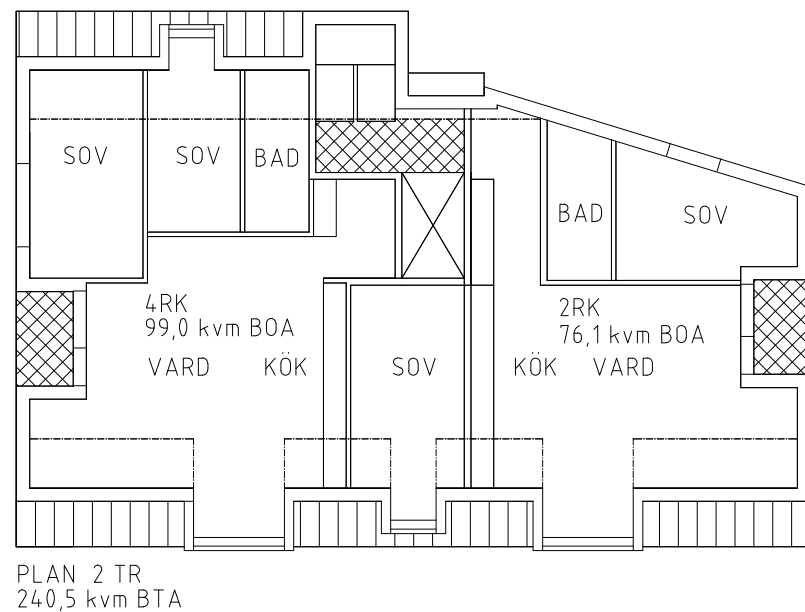 SOV
SOV
BAD
BAD
SOV
4RK
99,0 kvm BOA
VARD
KÖK
SOV
2RK
76,1 kvm BOA
KÖK
VARD
PLAN 2 TR
240,5 kvm BTA